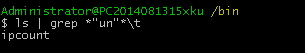 Administrator@PC2014081315xku /bin
$ ls | grep *"un"*\t
ipcount